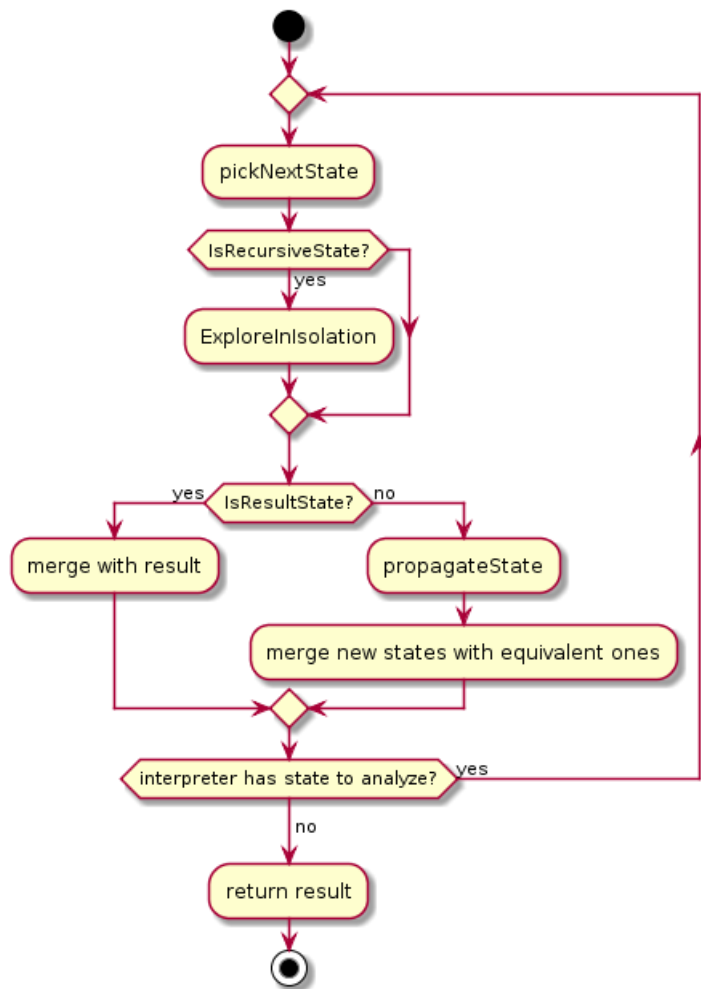 pickNextState
IsRecursiveState?
yes
ExploreInIsolation
yes
IsResultState?
no
merge with result
propagateState
merge new states with equivalent ones
interpreter has state to analyze?
yes
no
return result